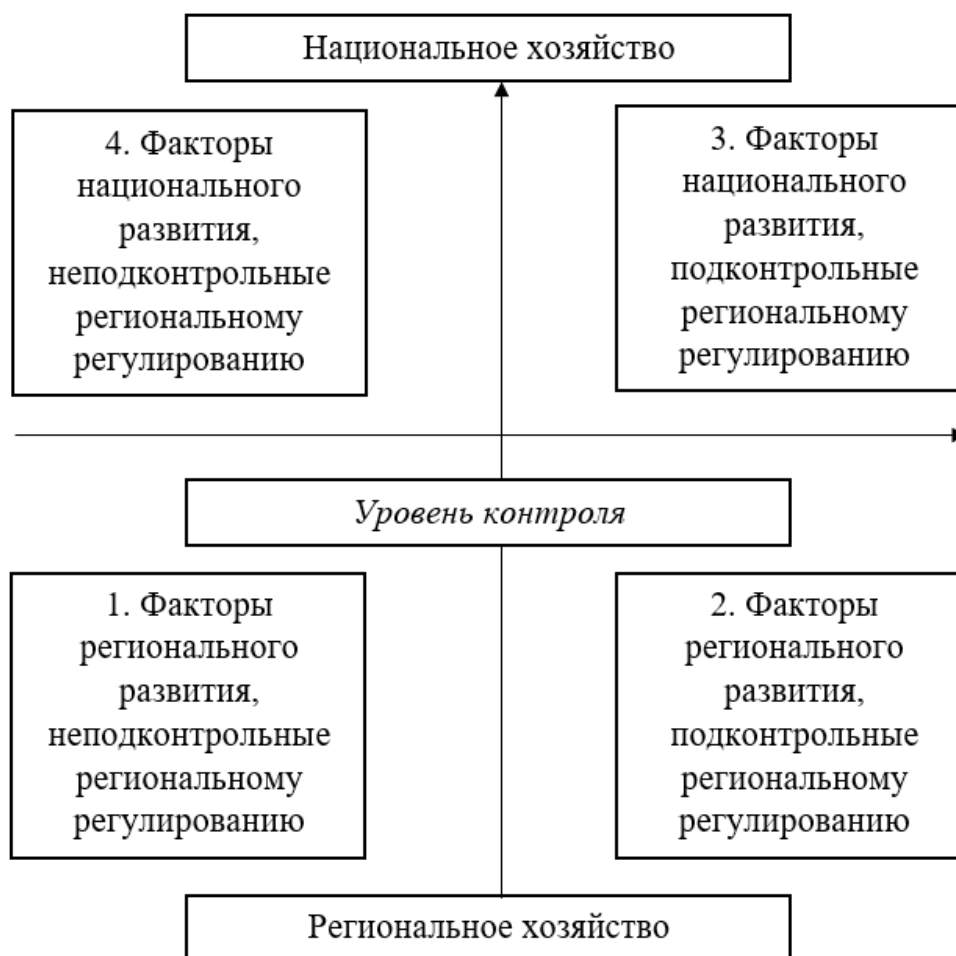 Национальное хозяйство
4. Факторы
национального
развития,
неподконтрольные
региональному
регулированию
3. Факторы
национального
развития,
подконтрольные
региональному
регулированию
Уровень контроля
1. Факторы
регионального
развития,
неподконтрольные
региональному
регулированию
2. Факторы
регионального
развития,
подконтрольные
региональному
регулированию
Региональное хозяйство